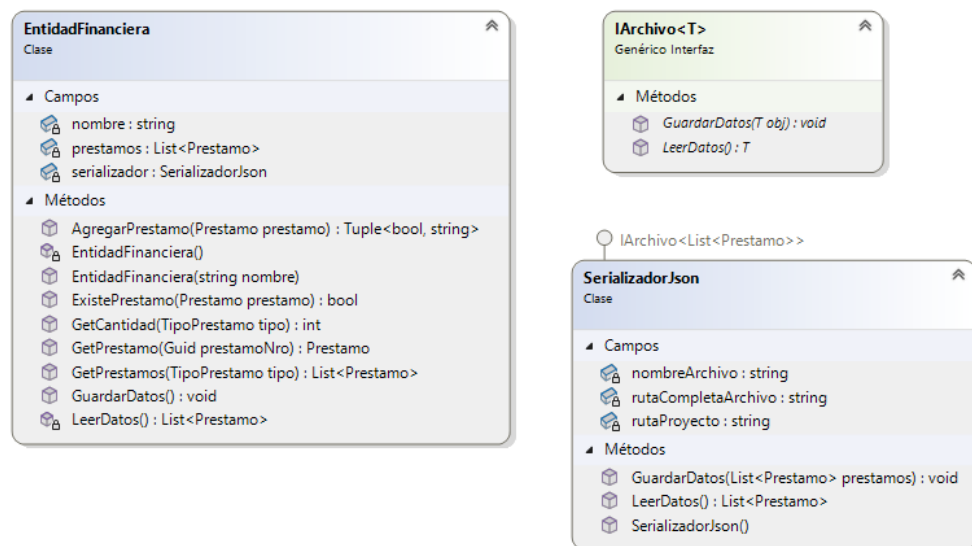 EntidadFinanciera
Clase
Campos
nombre : string
prestamos : List<Prestamo>
serializador : SerializadorJson
Métodos
AgregarPrestamo(Prestamo prestamo) : Tuple<bool, string>
EntidadFinanciera()
EntidadFinanciera(string nombre)
ExistePrestamo(Prestamo prestamo) : bool
GetCantidad(TipoPrestamo tipo) : int
GetPrestamo(Guid prestamoNro) : Prestamo
GetPrestamos(TipoPrestamo tipo) : List<Prestamo>
GuardarDatos() : void
LeerDatos() : List<Prestamo>
IArchivo<T>
Genérico Interfaz
Métodos
GuardarDatos(T obj) : void
LeerDatos() : T
IArchivo<List<Prestamo>>
SerializadorJson
Clase
Campos
nombreArchivo : string
rutaCompletaArchivo : string
rutaProyecto : string
Métodos
GuardarDatos(List<Prestamo> prestamos) : void
LeerDatos() : List<Prestamo>
SerializadorJson()